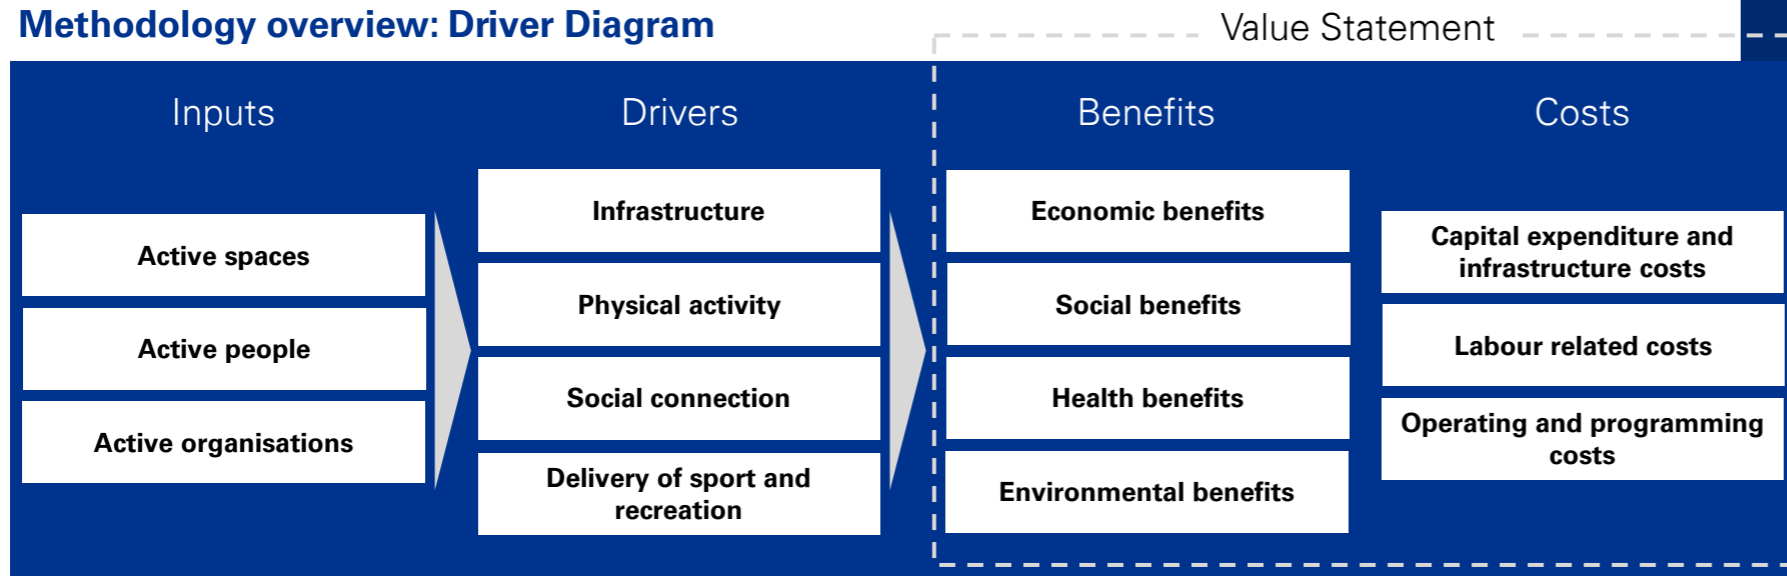 Methodology overview: Driver Diagram
Value Statement
Inputs
Active spaces
Active people
Active organisations
Drivers
Infrastructure
Physical activity
Social connection
Delivery of sport and
recreation
Benefits
Economic benefits
Social benefits
Health benefits
Environmental benefits
Costs
Capital expenditure and
infrastructure costs
Labour related costs
Operating and programming
costs